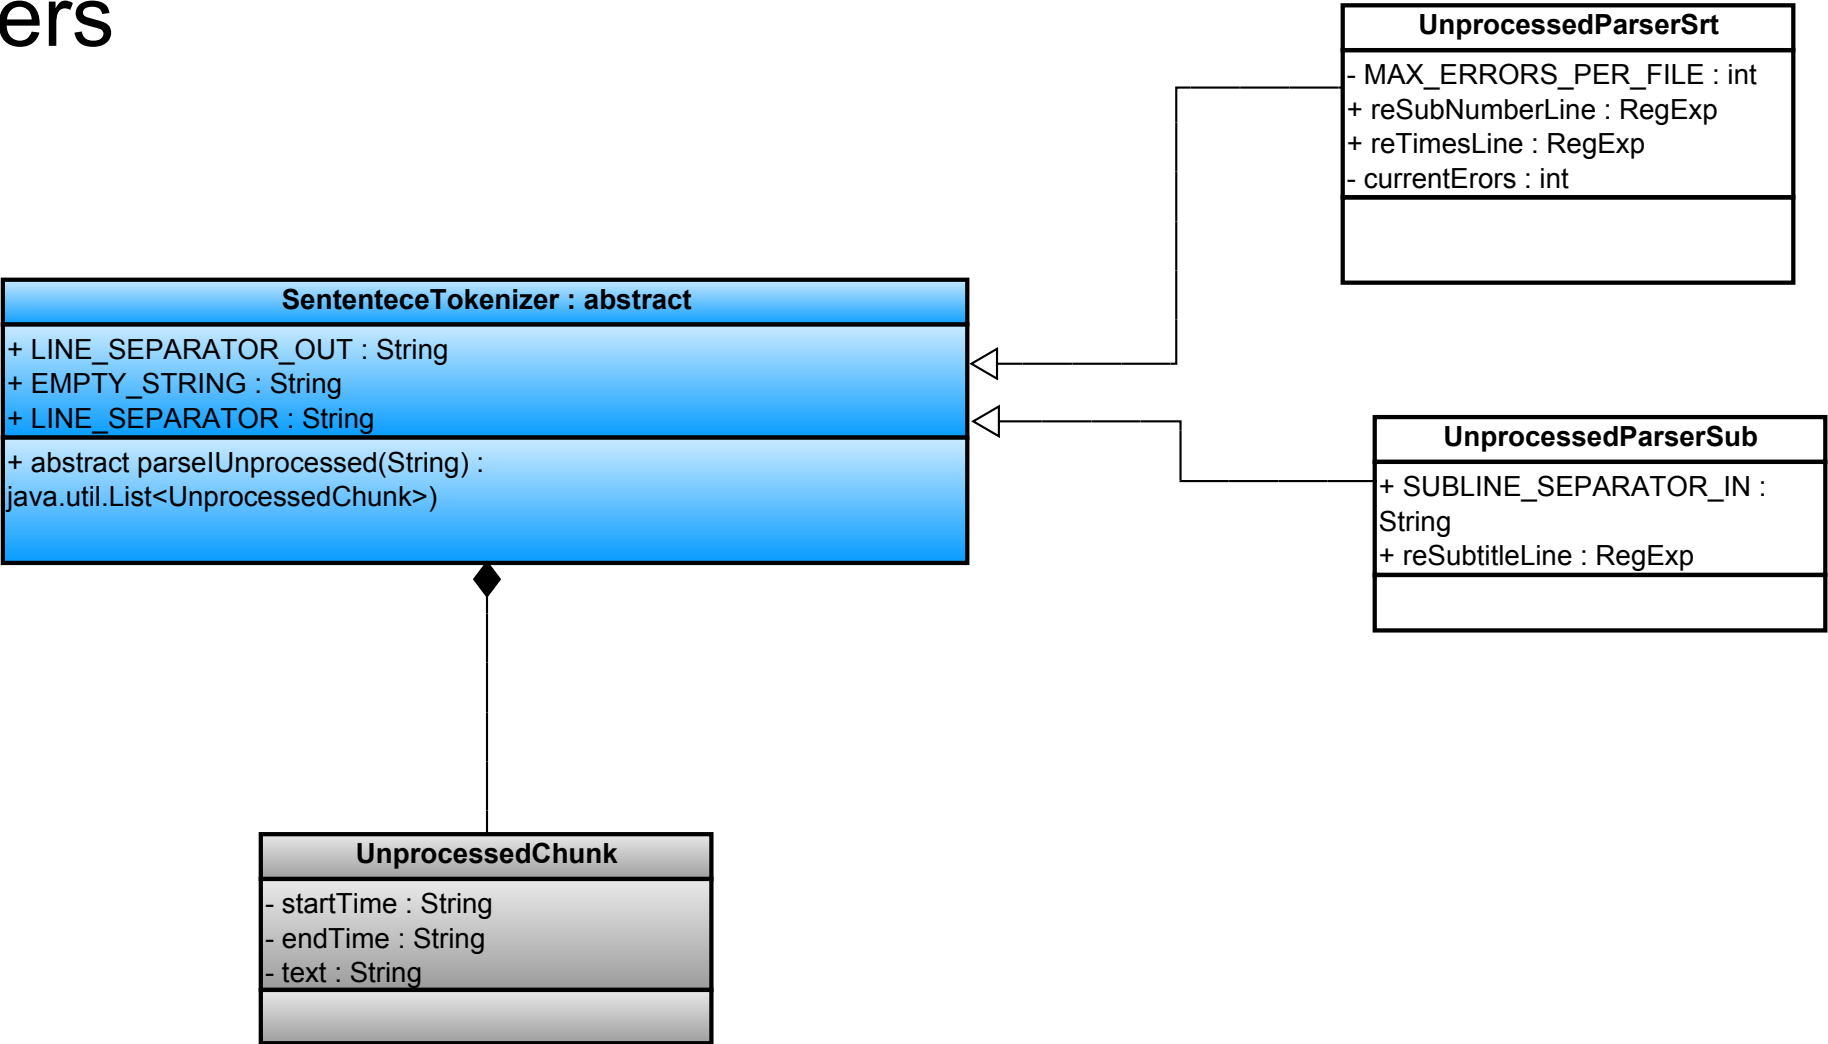 ers
UnprocessedParserSrt
- MAX_ERRORS_PER_FILE : int
+ reSubNumberLine : RegExp
+ reTimesLine : RegExp
- currentErors : int
SententeceTokenizer : abstract
+ LINE_SEPARATOR_OUT : String
+ EMPTY_STRING : String
+ LINE_SEPARATOR : String
+ abstract parseIUnprocessed(String) :
java.util.List<UnprocessedChunk>)
UnprocessedParserSub
+ SUBLINE_SEPARATOR_IN :
String
+ reSubtitleLine : RegExp
UnprocessedChunk
- startTime : String
- endTime : String
- text : String